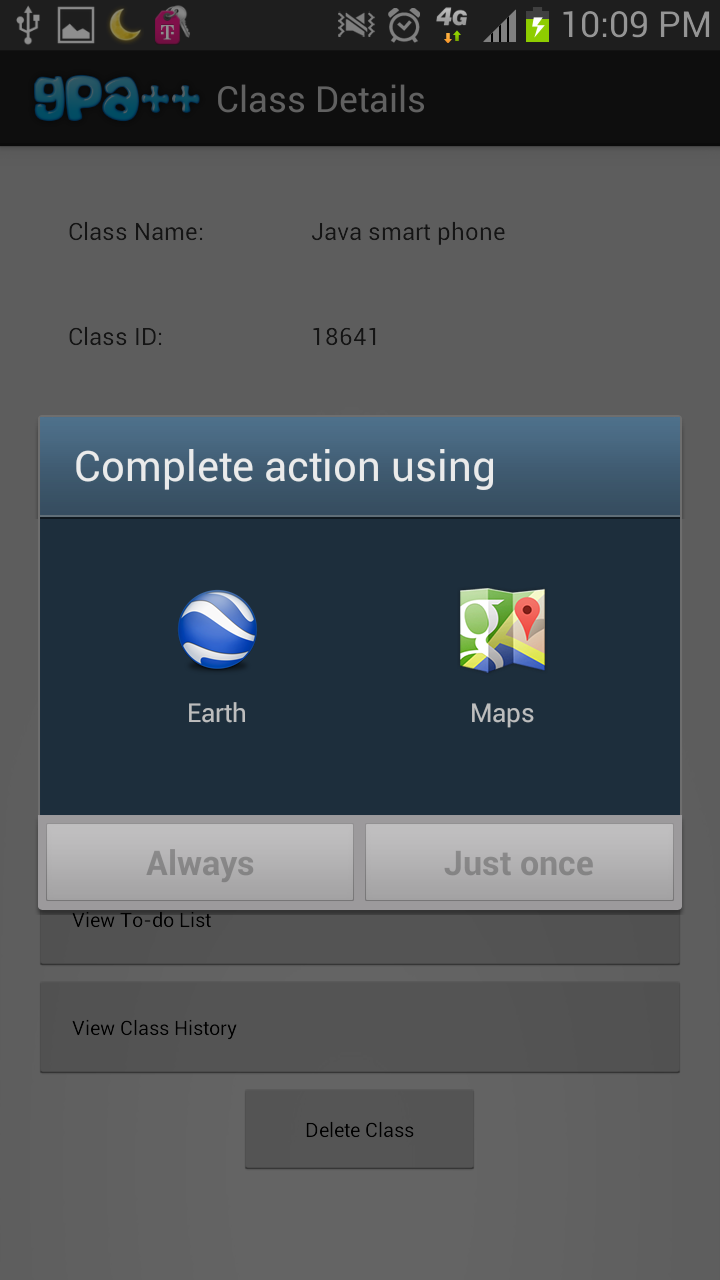 4G 10:09 PM
gpa++ Class Details
Class Name: Java smart phone
Class ID: 18641
Complete action using
Earth Maps
Always Just once
View To-do List
View Class History
Delete Class